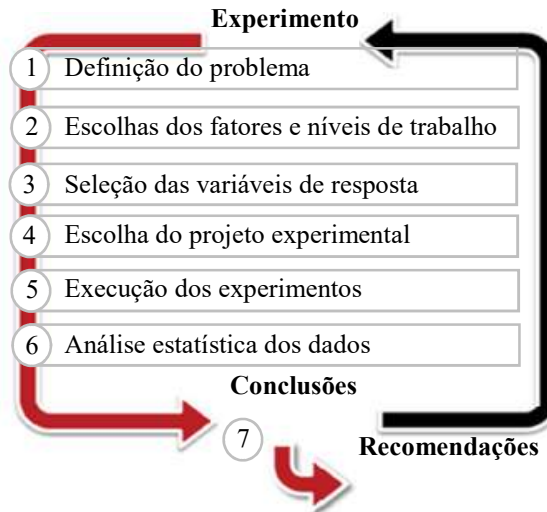 Experimento
1 Definição do problema
2 Escolhas dos fatores e níveis de trabalho
3 Seleção das variáveis de resposta
4 Escolha do projeto experimental
5 Execução dos experimentos
6 Análise estatística dos dados
Conclusões
7
Recomendações